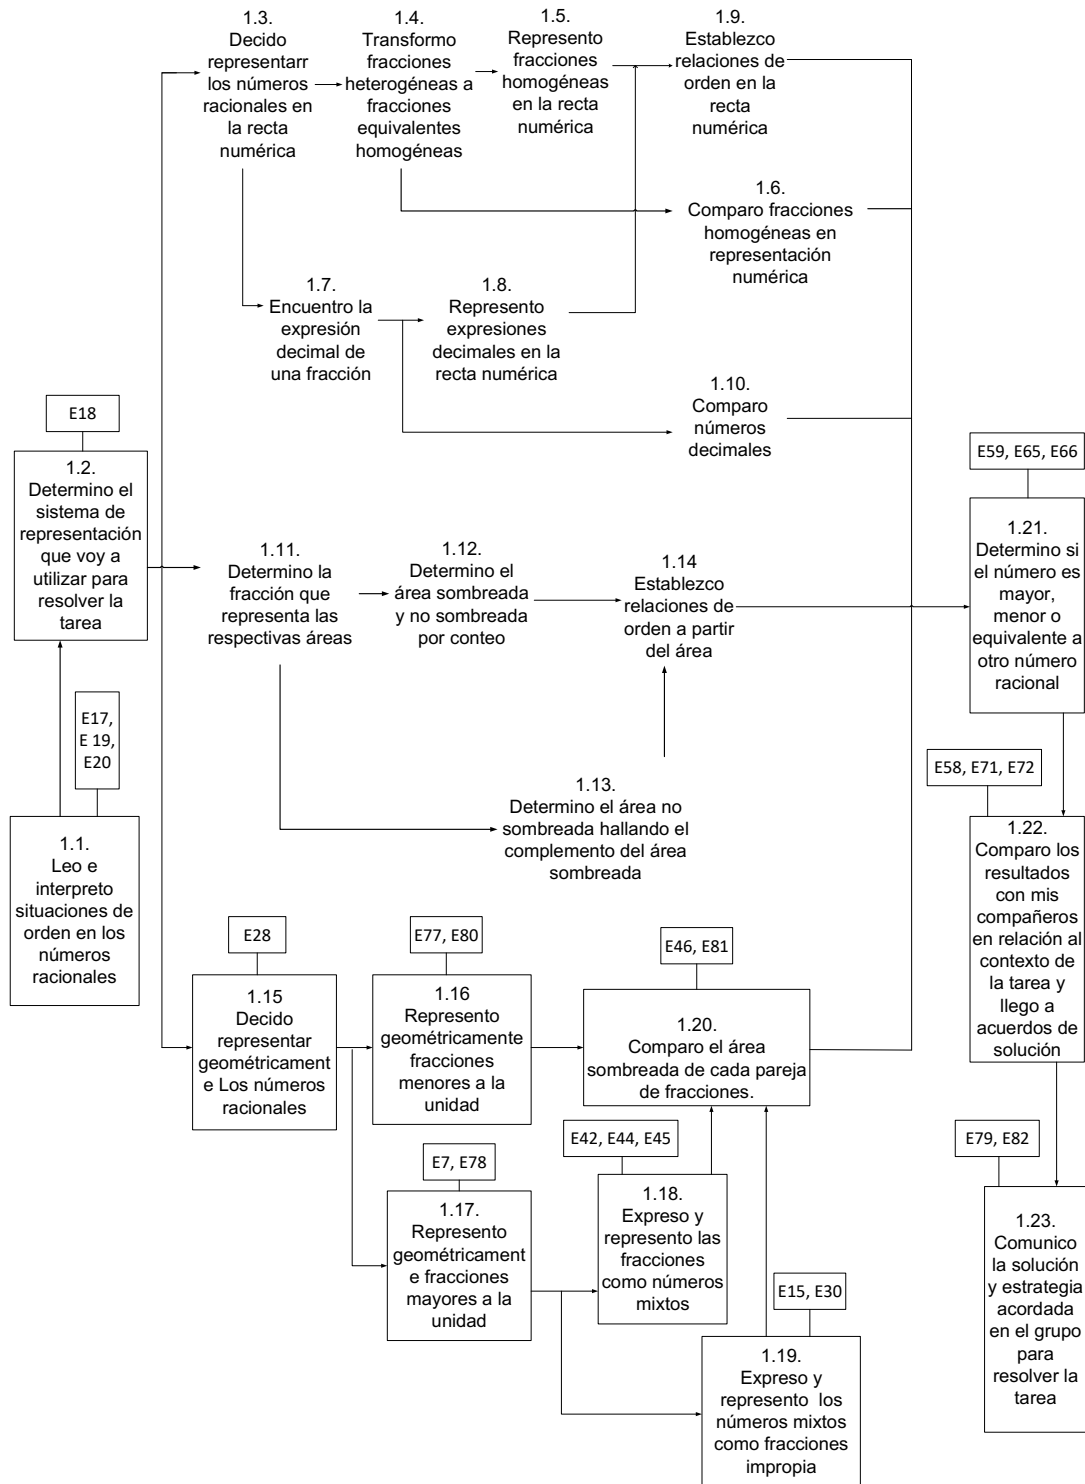 1.3.
Decido
representarr
los números
racionales en
la recta
numérica
1.4.
Transformo
fracciones
heterogéneas a
fracciones
equivalentes
homogéneas
1.5.
Represento
fracciones
homogéneas
en la recta
numérica
1.9.
Establezco
relaciones de
orden en la
recta
numérica
1.6.
Comparo fracciones
homogéneas en
representación
numérica
1.7.
Encuentro la
expresión
decimal de
una fracción
1.8.
Represento
expresiones
decimales en la
recta numérica
1.10.
Comparo
números
decimales
E18
1.2.
Determino el
sistema de
representación
que voy a
utilizar para
resolver la
tarea
E17,
E 19,
E20
1.1.
Leo e
interpreto
situaciones de
orden en los
números
racionales
1.11.
Determino la
fracción que
representa las
respectivas áreas
1.12.
Determino el
área sombreada
y no sombreada
por conteo
1.14
Establezco
relaciones de
orden a partir
del área
1.13.
Determino el área no
sombreada hallando el
complemento del área
sombreada
E59, E65, E66
1.21.
Determino si
el número es
mayor,
menor o
equivalente a
otro número
racional
E58, E71, E72
1.22.
Comparo los
resultados
con mis
compañeros
en relación al
contexto de
la tarea y
llego a
acuerdos de
solución
E28
1.15
Decido
representar
geométricament
e Los números
racionales
E77, E80
1.16
Represento
geométricamente
fracciones
menores a la
unidad
E46, E81
1.20.
Comparo el área
sombreada de cada pareja
de fracciones.
E7, E78
1.17.
Represento
geométricament
e fracciones
mayores a la
unidad
E42, E44, E45
1.18.
Expreso y
represento las
fracciones
como números
mixtos
E15, E30
1.19.
Expreso y
represento los
números mixtos
como fracciones
impropia
E79, E82
1.23.
Comunico
la solución
y estrategia
acordada
en el grupo
para
resolver la
tarea